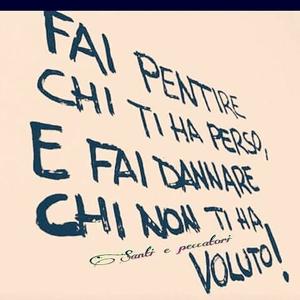 FAI PENTIRE
CHI TI HA PERSO,
E FAI DANNARE
CHI NON TI HA
VOLUTO!
Santi e peccatori